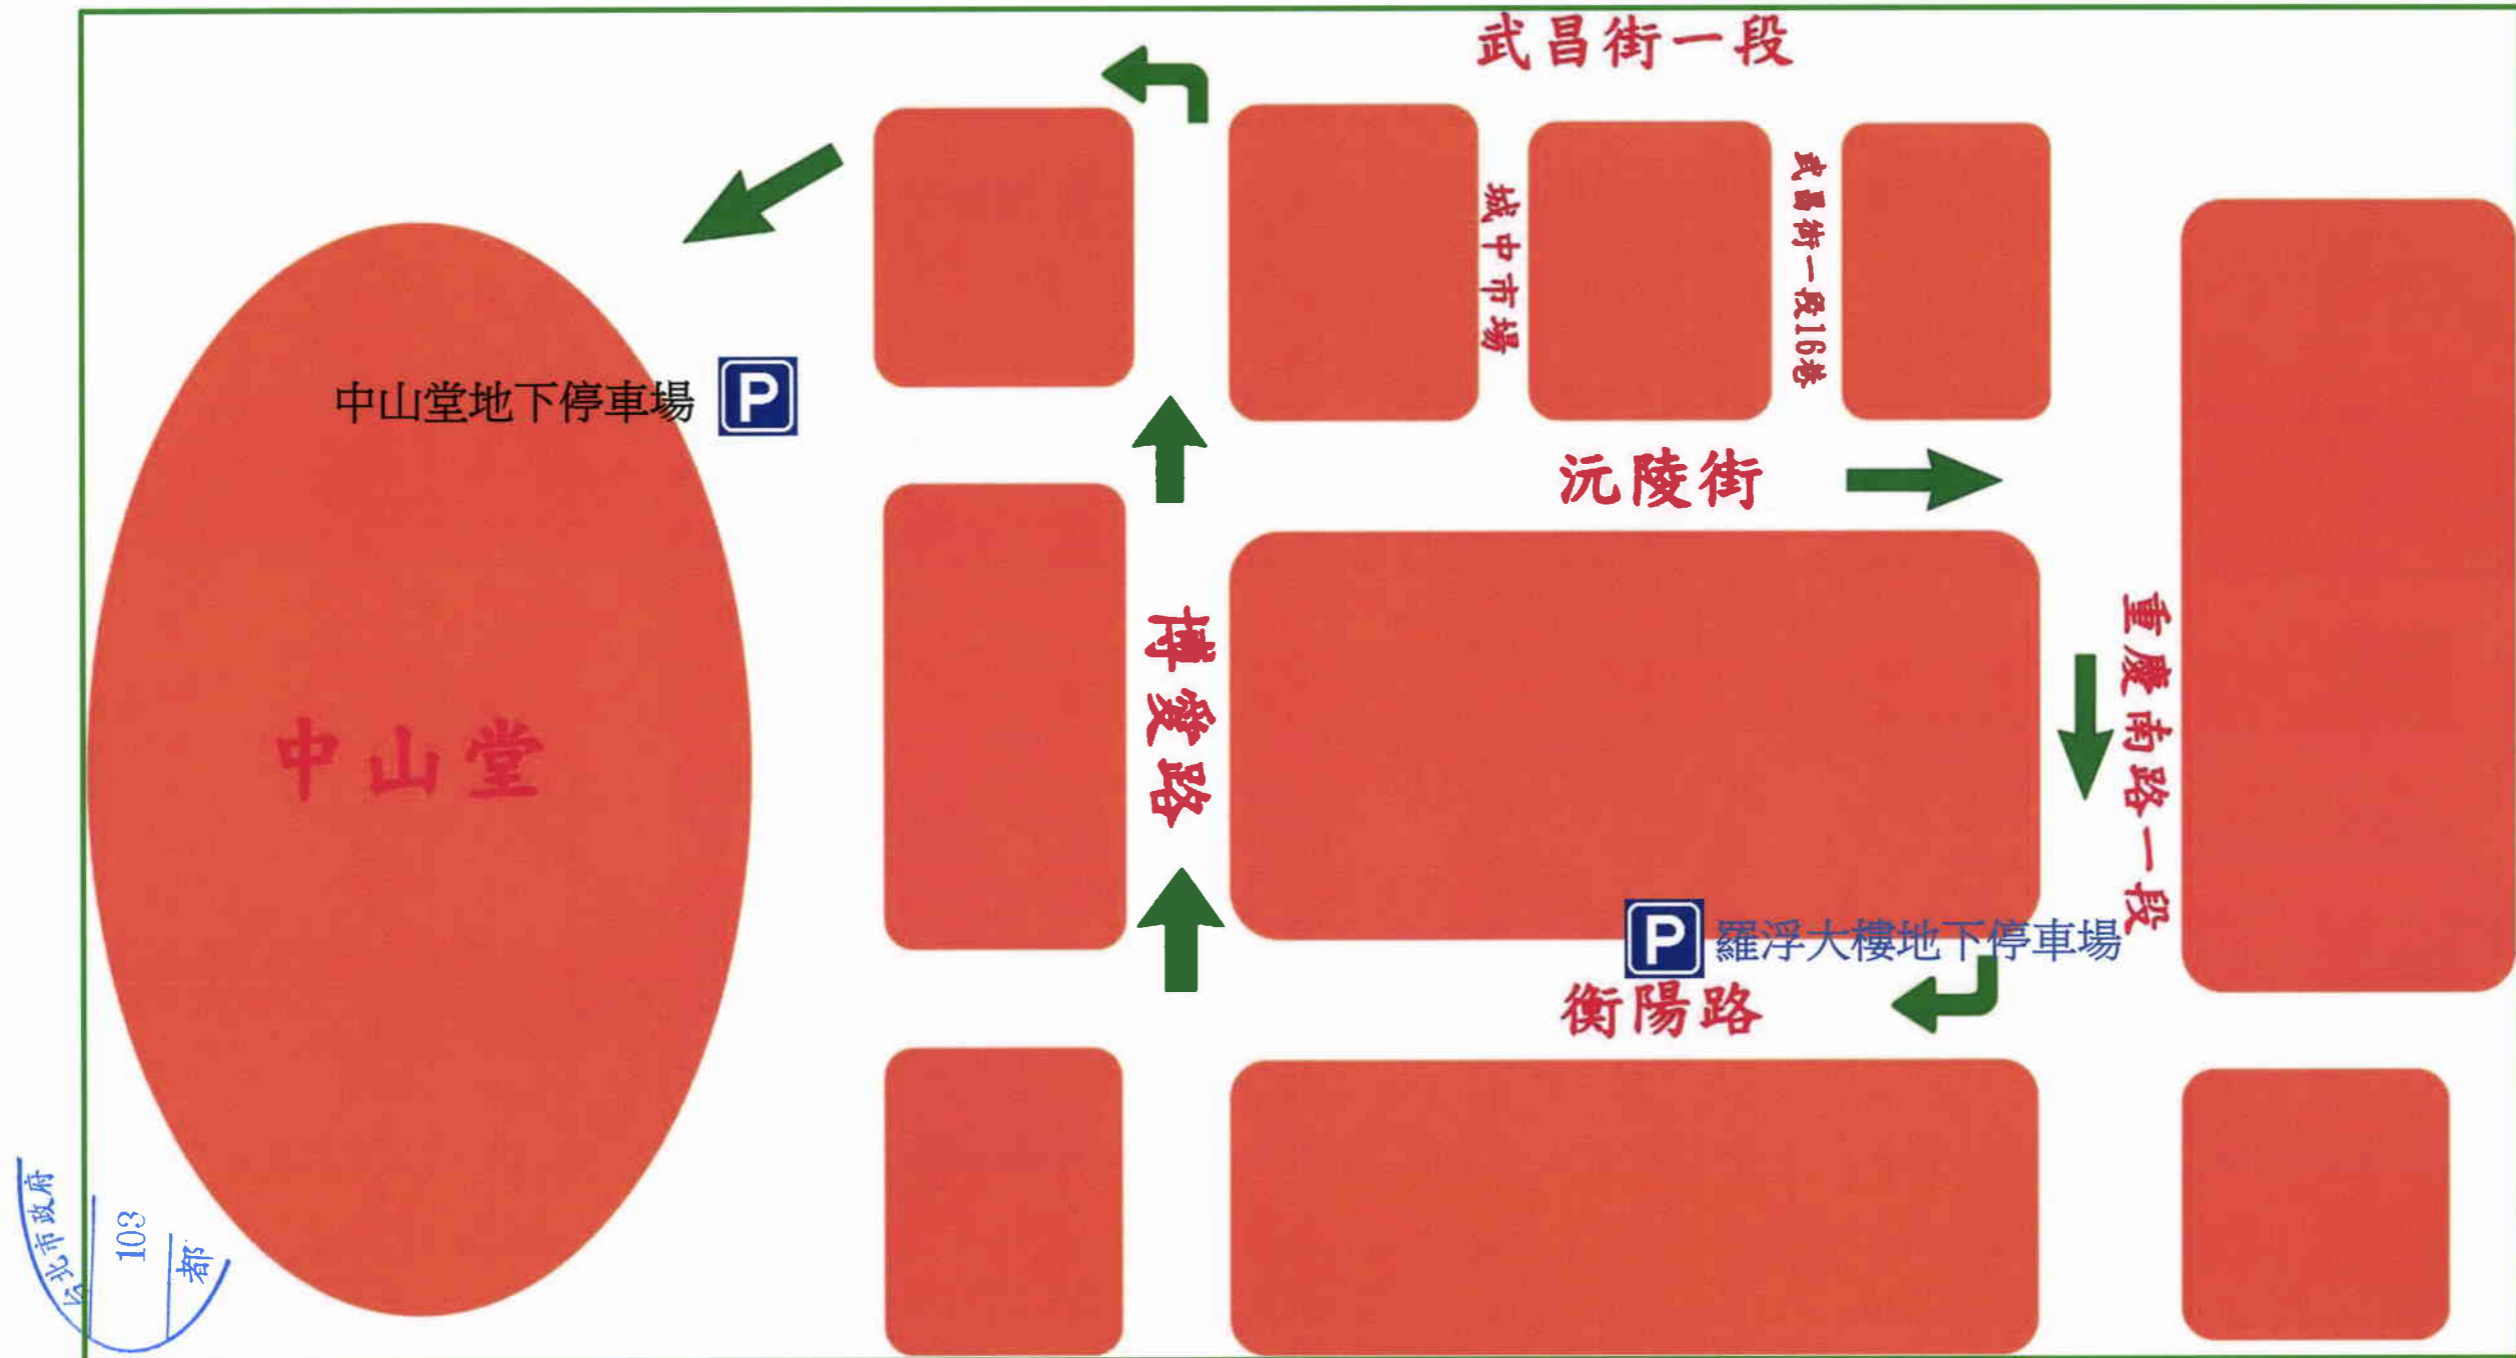 武昌街一段
城中市場
武昌街一段16巷
中山堂地下停車場
P
沅陵街
博愛路
重慶南路一段
中山堂
P
羅浮大樓地下停車場
衡陽路
台北市政府
103
都